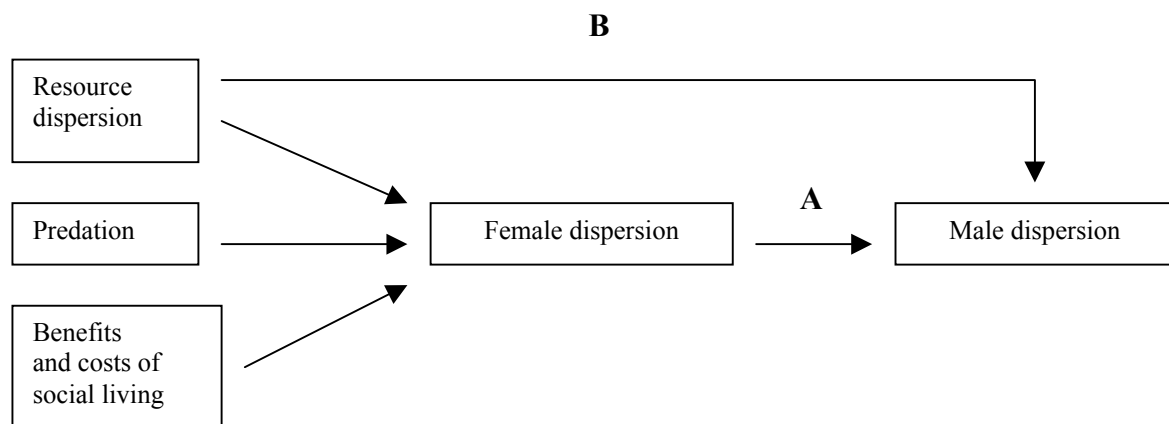 B
Resource
dispersion
A
Predation
Female dispersion
Male dispersion
Benefits
and costs of
social living